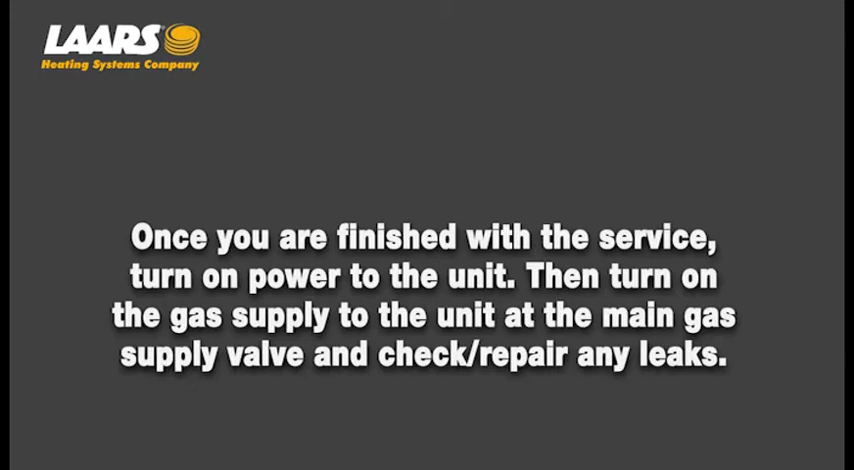 LAARS
Heating Systems Company
Once you are finished with the service,
turn on power to the unit. Then turn on
the gas supply to the unit at the main gas
supply valve and check/repair any leaks.